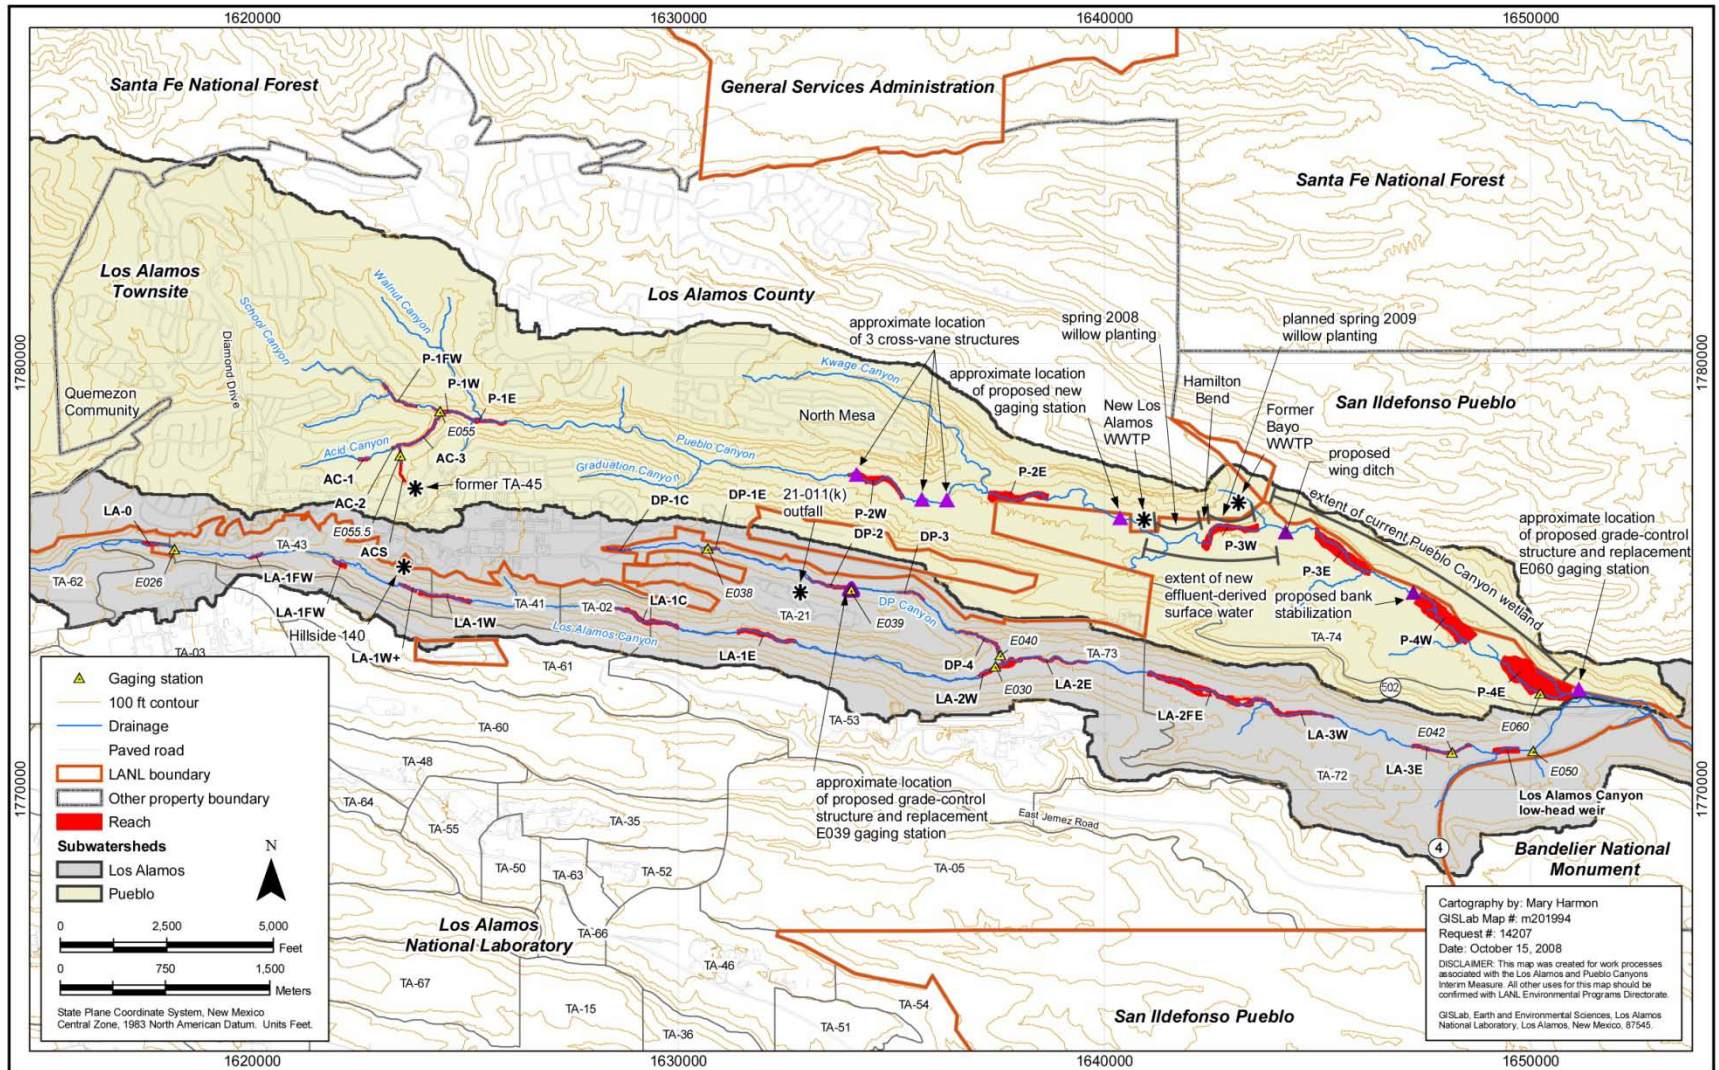 1620000
1630000
1640000
1650000
Santa Fe National Forest
General Services Administration
Santa Fe National Forest
Los Alamos
Townsite
Los Alamos County
San Ildefonso Pueblo
1780000
1780000
1770000
1770000
Quemezon
Community
Diamond Drive
School Canyon
Walnut Canyon
Acid Canyon
Graduation Canyon
Pueblo Canyon
Kwage Canyon
North Mesa
P-1FW
P-1W
P-1E
E055
AC-3
AC-1
AC-2
former TA-45
E055.5
ACS
LA-0
TA-43
TA-62
E026
LA-1FW
LA-1FW
Hillside 140
LA-1W+
LA-1W
TA-41
TA-02
LA-1C
Los Alamos Canyon
LA-1E
DP-1C
DP-1E
E038
21-011(k)
outfall
TA-21
DP-2
DP-3
E039
DP Canyon
DP-4
E040
TA-73
E030
LA-2W
LA-2E
LA-2FE
LA-3W
E042
LA-3E
E050
E060
TA-72
TA-74
502
4
approximate location
of 3 cross-vane structures
P-2W
P-2E
spring 2008
willow planting
approximate location
of proposed new
gaging station
New Los
Alamos
WWTP
Hamilton
Bend
planned spring 2009
willow planting
Former
Bayo
WWTP
proposed
wing ditch
P-3W
extent of new
effluent-derived
surface water
extent of current Pueblo Canyon wetland
P-3E
proposed bank
stabilization
P-4W
P-4E
approximate location
of proposed grade-control
structure and replacement
E060 gaging station
approximate location
of proposed grade-control
structure and replacement
E039 gaging station
Los Alamos Canyon
low-head weir
Bandelier National
Monument
East Jemez Road
TA-03
TA-61
TA-53
TA-60
TA-48
TA-64
TA-55
TA-35
TA-50
TA-63
TA-52
TA-05
TA-66
TA-46
TA-67
TA-15
TA-36
TA-51
TA-54
Los Alamos
National Laboratory
San Ildefonso Pueblo
Gaging station
100 ft contour
Drainage
Paved road
LANL boundary
Other property boundary
Reach
Subwatersheds
Los Alamos
Pueblo
N
0 2,500 5,000
Feet
0 750 1,500
Meters
State Plane Coordinate System, New Mexico
Central Zone, 1983 North American Datum. Units Feet.
Cartography by: Mary Harmon
GISLab Map #: m201994
Request #: 14207
Date: October 15, 2008
DISCLAIMER: This map was created for work processes
associated with the Los Alamos and Pueblo Canyons
Interim Measure. All other uses for this map should be
confirmed with LANL Environmental Programs Directorate.
GISLab, Earth and Environmental Sciences, Los Alamos
National Laboratory, Los Alamos, New Mexico, 87545.
1620000
1630000
1640000
1650000